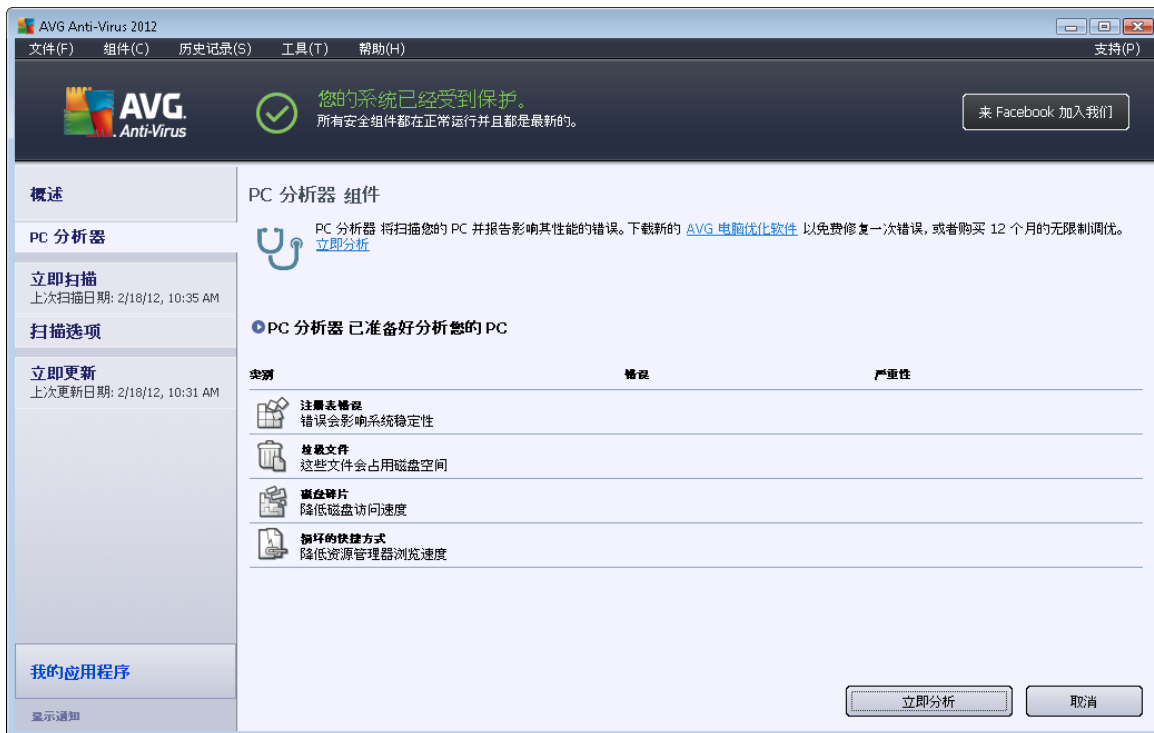 AVG Anti-Virus 2012
文件(F) 组件(C) 历史记录(S) 工具(T) 帮助(H) 支持(P)
AVG.
Anti-Virus
您的系统已经受到保护。
所有安全组件都在正常运行并且都是最新的。
来 Facebook 加入我们
概述
PC 分析器
立即扫描
上次扫描日期: 2/18/12, 10:35 AM
扫描选项
立即更新
上次更新日期: 2/18/12, 10:31 AM
我的应用程序
显示通知
PC 分析器 组件
PC 分析器 将扫描您的 PC 并报告影响其性能的错误。下载新的 AVG 电脑优化软件 以免费修复一次错误, 或者购买 12 个月的无限制调优。
立即分析
PC 分析器 已准备好分析您的 PC
类别 错误 严重性
注册表错误
错误会影响系统稳定性
垃圾文件
这些文件会占用磁盘空间
磁盘碎片
降低磁盘访问速度
损坏的快捷方式
降低资源管理器浏览速度
立即分析 取消